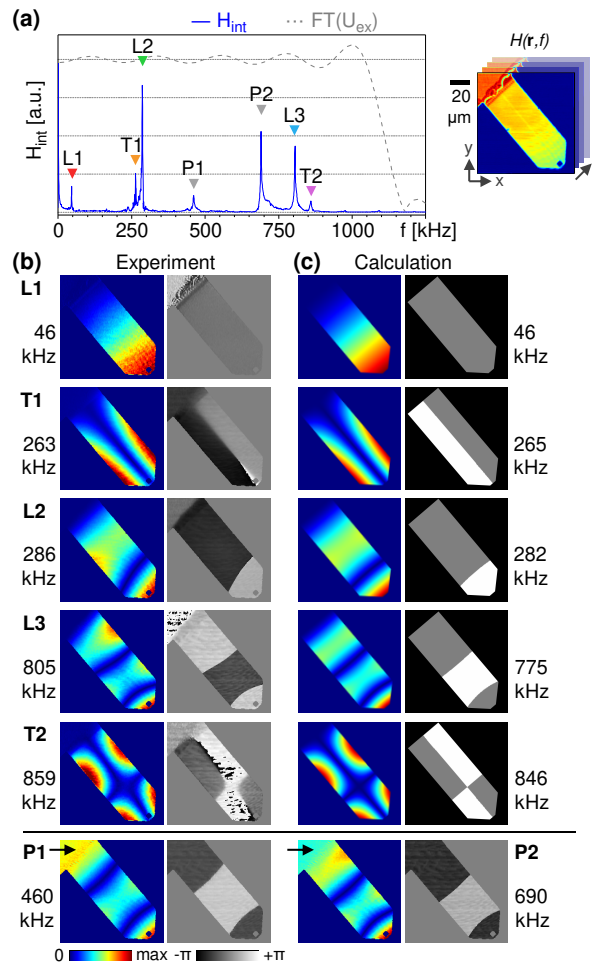 (a)
H_int
FT(U_ex)
H_int [a.u.]
L1
T1
L2
P1
P2
L3
T2
0
250
500
750
1000
f [kHz]
H(r,f)
20
µm
y
x
(b) Experiment
(c) Calculation
L1
46
kHz
46
kHz
T1
263
kHz
265
kHz
L2
286
kHz
282
kHz
L3
805
kHz
775
kHz
T2
859
kHz
846
kHz
P1
460
kHz
P2
690
kHz
0 max -π +π